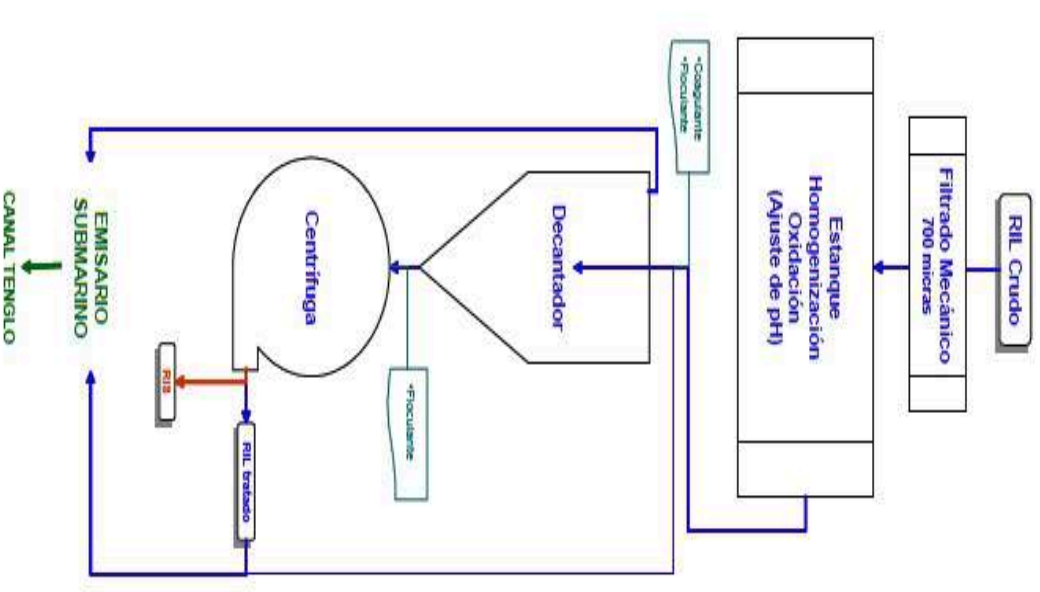 RIL Crudo
Filtrado Mecánico
700 micras
Estanque
Homogenización
Oxidación
(Ajuste de pH)
*Coagulante
*Floculante
Decantador
*Floculante
Centrífuga
RIL tratado
RIS
EMISARIO
SUBMARINO
CANAL TENGLO